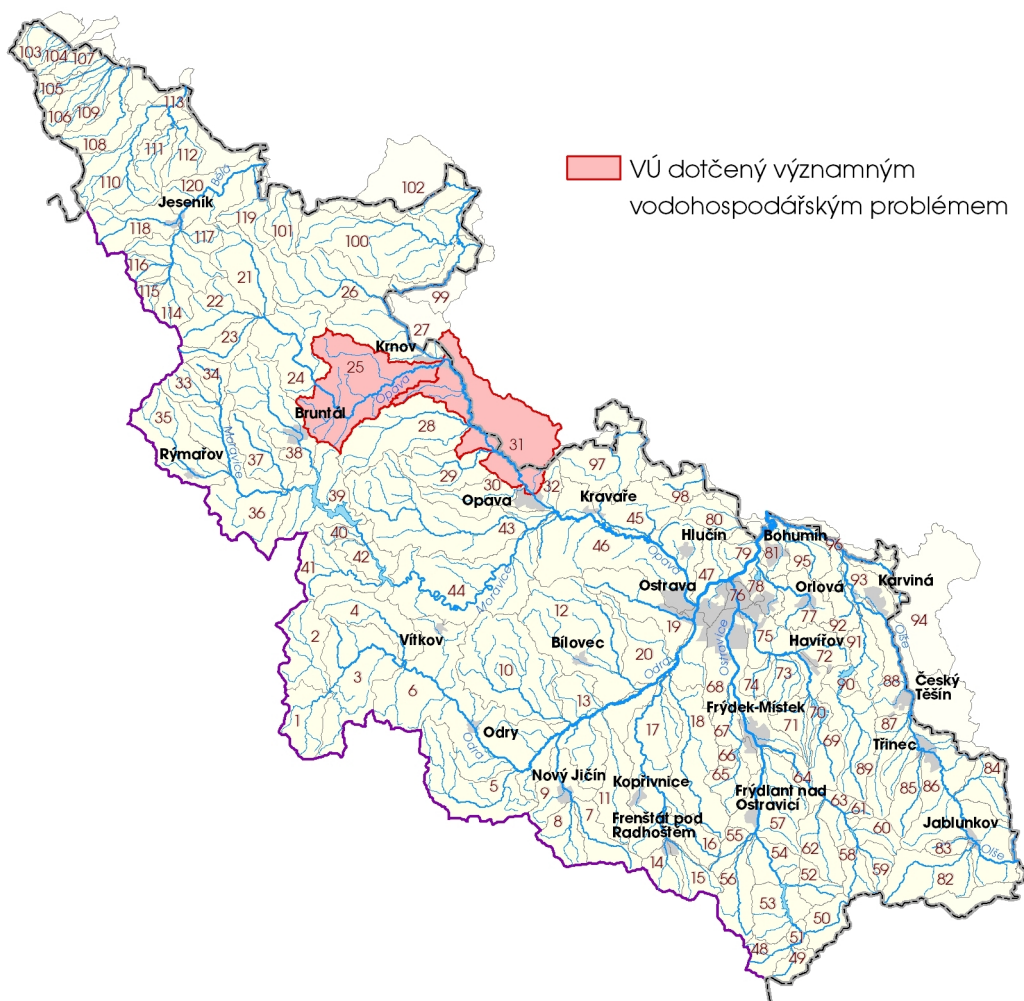 103 104 107
105
113
106 109
108
111 112
110 120 Bělá
102
VÚ dotčený významným
vodohospodářským problémem
Jeseník
119
118 117 101 100
116
21
115 22 26 99
114
27
23 Krnov
34 24 25
33 Opava
35 Bruntál
28 31
Rýmařov Moravice 37 38
29 97
30 32
Opava Kravaře 98
36 39
43 45 80
40 Hlučín Bohumín
46 96
42 Opava 79 81 95
41 47 78 93 Karviná
44 Moravice Ostrava 76 Orlová
4 12 77 94
2 Vítkov 19 75 92 Olše
Bílovec Ostravice Havířov 91
20 72
10 Odra 73
3 6 68 74 90 88 Český
Těšín
13 Frýdek-Místek 70
1 17 18 67 71 87
Odry 69 Třinec
Odra 66
65 64 89 84
5 Nový Jičín Kopřivnice 85 86
9 11 Frýdlant nad
Ostravicí 63 61
8 7 Frenštát pod
Radhoštěm 57 60 Jablunkov
55
16 54 62 58 83 Olše
14 15 56 52 59 82
53
50
51
48 49